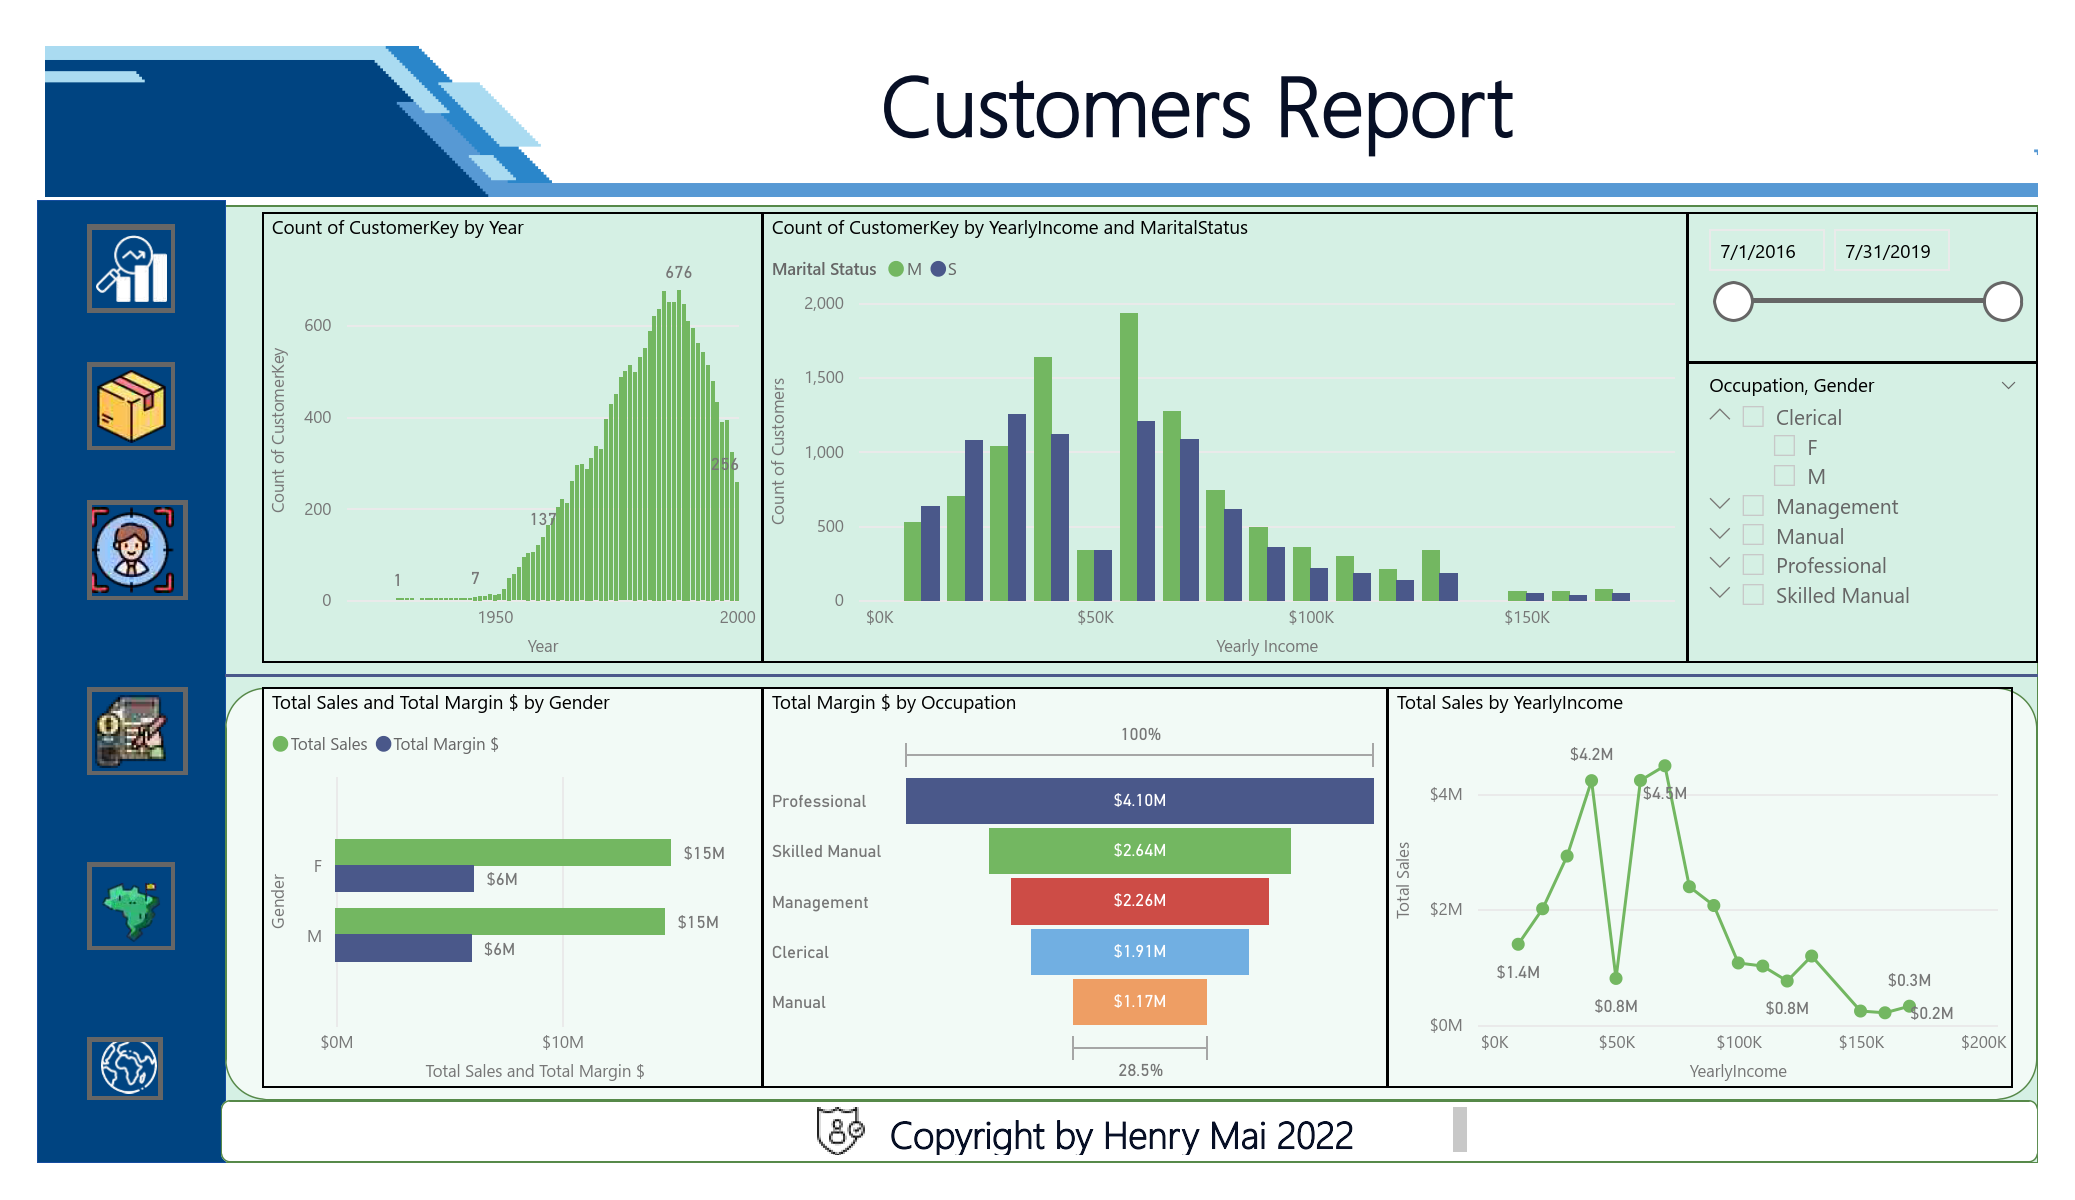 Customers Report
Count of CustomerKey by Year
676
600
400
256
200
137
7
1
0
1950
2000
Year
Count of CustomerKey
Count of CustomerKey by YearlyIncome and MaritalStatus
Marital Status M S
2,000
1,500
1,000
500
0
$0K $50K $100K $150K
Yearly Income
Count of Customers
7/1/2016 7/31/2019
Occupation, Gender
Clerical
F
M
Management
Manual
Professional
Skilled Manual
Total Sales and Total Margin $ by Gender
Total Sales Total Margin $
F
$15M
$6M
M
$15M
$6M
$0M $10M
Total Sales and Total Margin $
Gender
Total Margin $ by Occupation
100%
Professional $4.10M
Skilled Manual $2.64M
Management $2.26M
Clerical $1.91M
Manual $1.17M
28.5%
Total Sales by YearlyIncome
$4.2M
$4M
$4.5M
$2M
$1.4M
$0.8M
$0.8M
$0.3M
$0.2M
$0M
$0K $50K $100K $150K $200K
YearlyIncome
Total Sales
Copyright by Henry Mai 2022